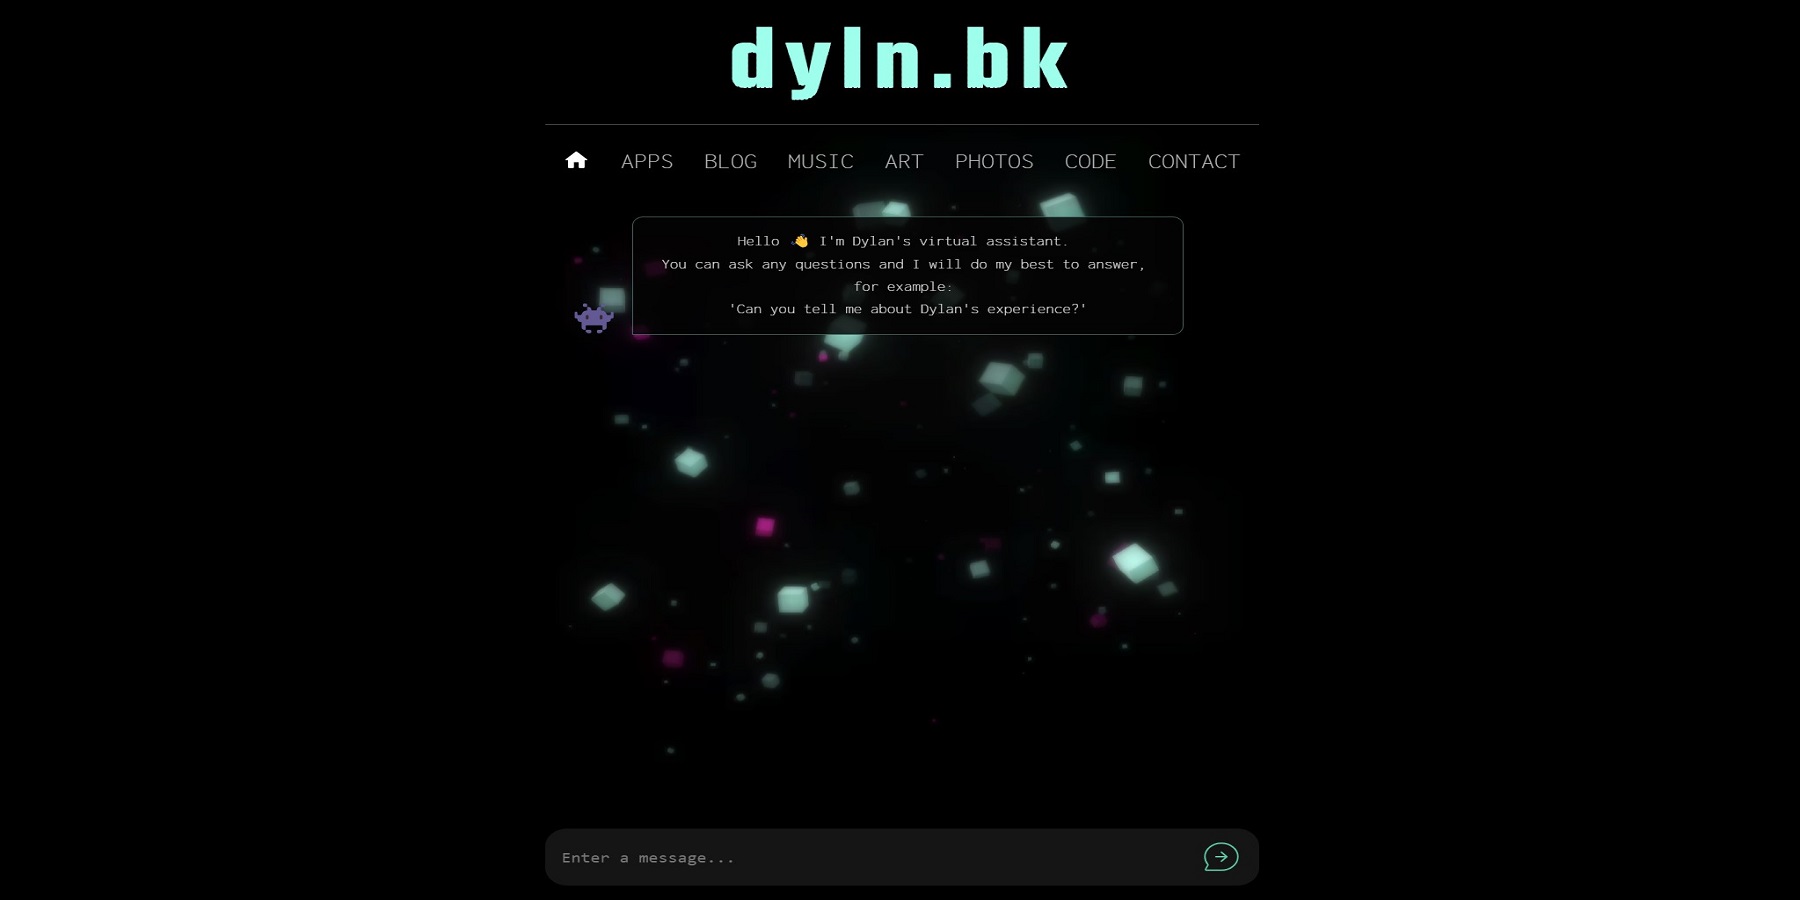 dyln.bk
APPS BLOG MUSIC ART PHOTOS CODE CONTACT
Hello 👋 I'm Dylan's virtual assistant.
You can ask any questions and I will do my best to answer,
for example:
'Can you tell me about Dylan's experience?'
Enter a message...